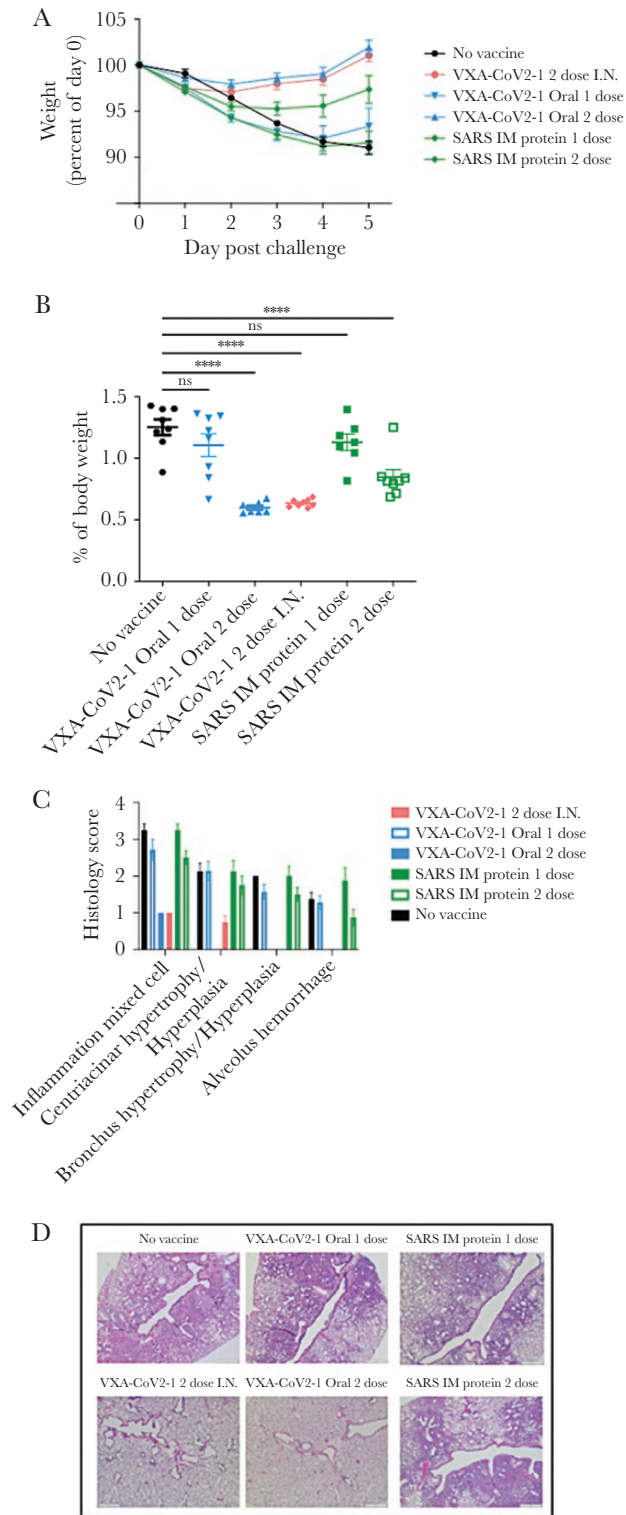 A
105
100
95
90
Weight
(percent of day 0)
0 1 2 3 4 5
Day post challenge
No vaccine
VXA-CoV2-1 2 dose I.N.
VXA-CoV2-1 Oral 1 dose
VXA-CoV2-1 Oral 2 dose
SARS IM protein 1 dose
SARS IM protein 2 dose
B
****
ns
****
****
ns
1.5
1.0
0.5
0.0
% of body weight
No vaccine
VXA-CoV2-1 Oral 1 dose
VXA-CoV2-1 Oral 2 dose
VXA-CoV2-1 2 dose I.N.
SARS IM protein 1 dose
SARS IM protein 2 dose
C
4
3
2
1
0
Histology score
Inflammation mixed cell
Centriacinar hypertrophy/
Hyperplasia
Bronchus hypertrophy/Hyperplasia
Alveolus hemorrhage
VXA-CoV2-1 2 dose I.N.
VXA-CoV2-1 Oral 1 dose
VXA-CoV2-1 Oral 2 dose
SARS IM protein 1 dose
SARS IM protein 2 dose
No vaccine
D
No vaccine
VXA-CoV2-1 Oral 1 dose
SARS IM protein 1 dose
VXA-CoV2-1 2 dose I.N.
VXA-CoV2-1 Oral 2 dose
SARS IM protein 2 dose